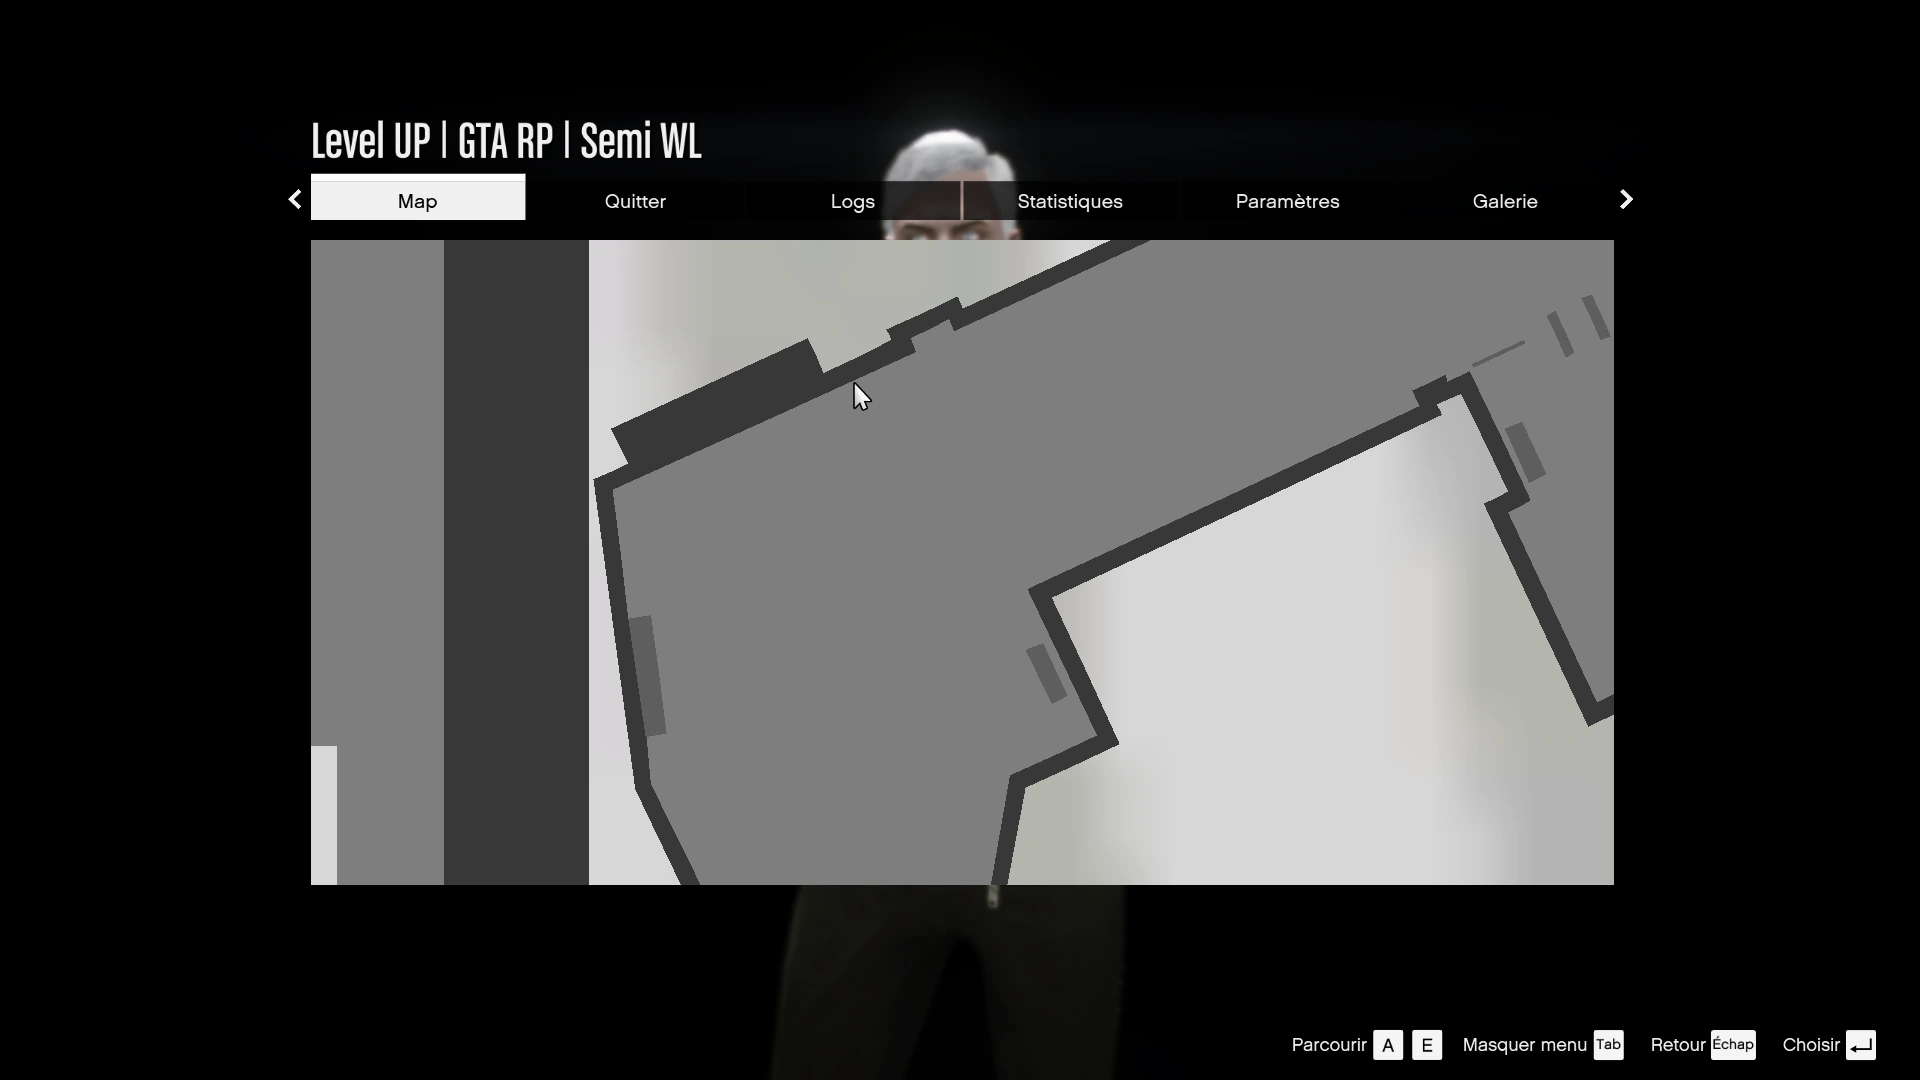 Level UP | GTA RP | Semi WL
Map Quitter Logs Statistiques Paramètres Galerie
Parcourir A E Masquer menu Tab Retour Échap Choisir